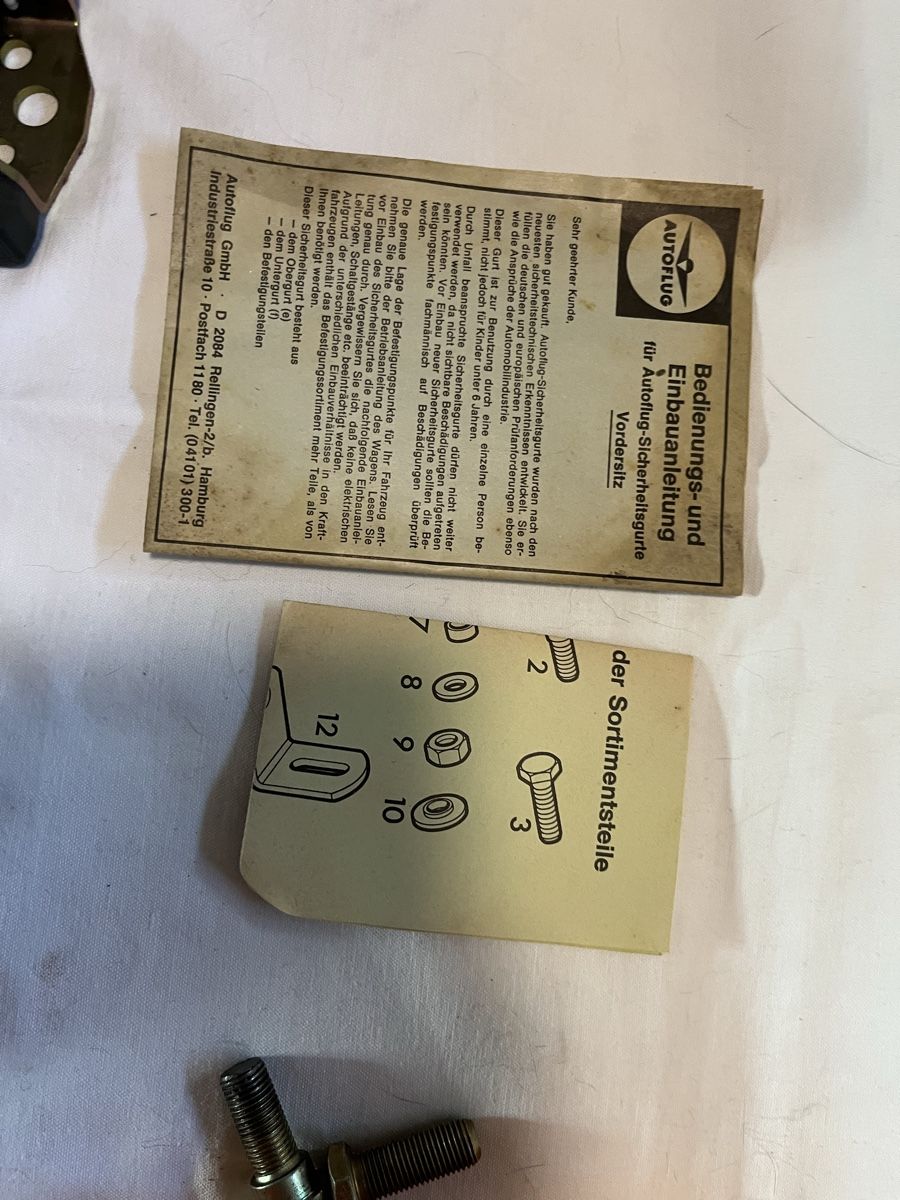 AUTOFLUG
Bedienungs- und
Einbauanleitung
für Autoflug-Sicherheitsgurte
Vordersitz
Sehr geehrter Kunde,
Sie haben gut gekauft. Autoflug-Sicherheitsgurte wurden nach den
neuesten sicherheitstechnischen Erkenntnissen entwickelt. Sie er-
füllen die deutschen und europäischen Prüfanforderungen ebenso
wie die Ansprüche der Automobilindustrie.
Dieser Gurt ist zur Benutzung durch eine einzelne Person be-
stimmt, nicht jedoch für Kinder unter 6 Jahren.
Durch Unfall beanspruchte Sicherheitsgurte dürfen nicht weiter
verwendet werden, da nicht sichtbare Beschädigungen aufgetreten
sein könnten. Vor Einbau neuer Sicherheitsgurte sollten die Be-
festigungspunkte fachmännisch auf Beschädigungen überprüft
werden.
Die genaue Lage der Befestigungspunkte für Ihr Fahrzeug ent-
nehmen Sie bitte der Betriebsanleitung des Wagens. Lesen Sie
vor Einbau des Sicherheitsgurtes die nachfolgende Einbauanlei-
tung genau durch. Vergewissern Sie sich, daß keine elektrischen
Leitungen, Schaltgestänge etc. beeinträchtigt werden.
Aufgrund der unterschiedlichen Einbauverhältnisse in den Kraft-
fahrzeugen enthält das Befestigungssortiment mehr Teile, als von
Ihnen benötigt werden.
Dieser Sicherheitsgurt besteht aus
– dem Obergurt (e)
– dem Untergurt (f)
– den Befestigungsteilen
Autoflug GmbH · D 2084 Rellingen-2/b. Hamburg
Industriestraße 10 · Postfach 1180 · Tel. (04101) 300-1
der Sortimentsteile
2
3
7
8
9
10
12